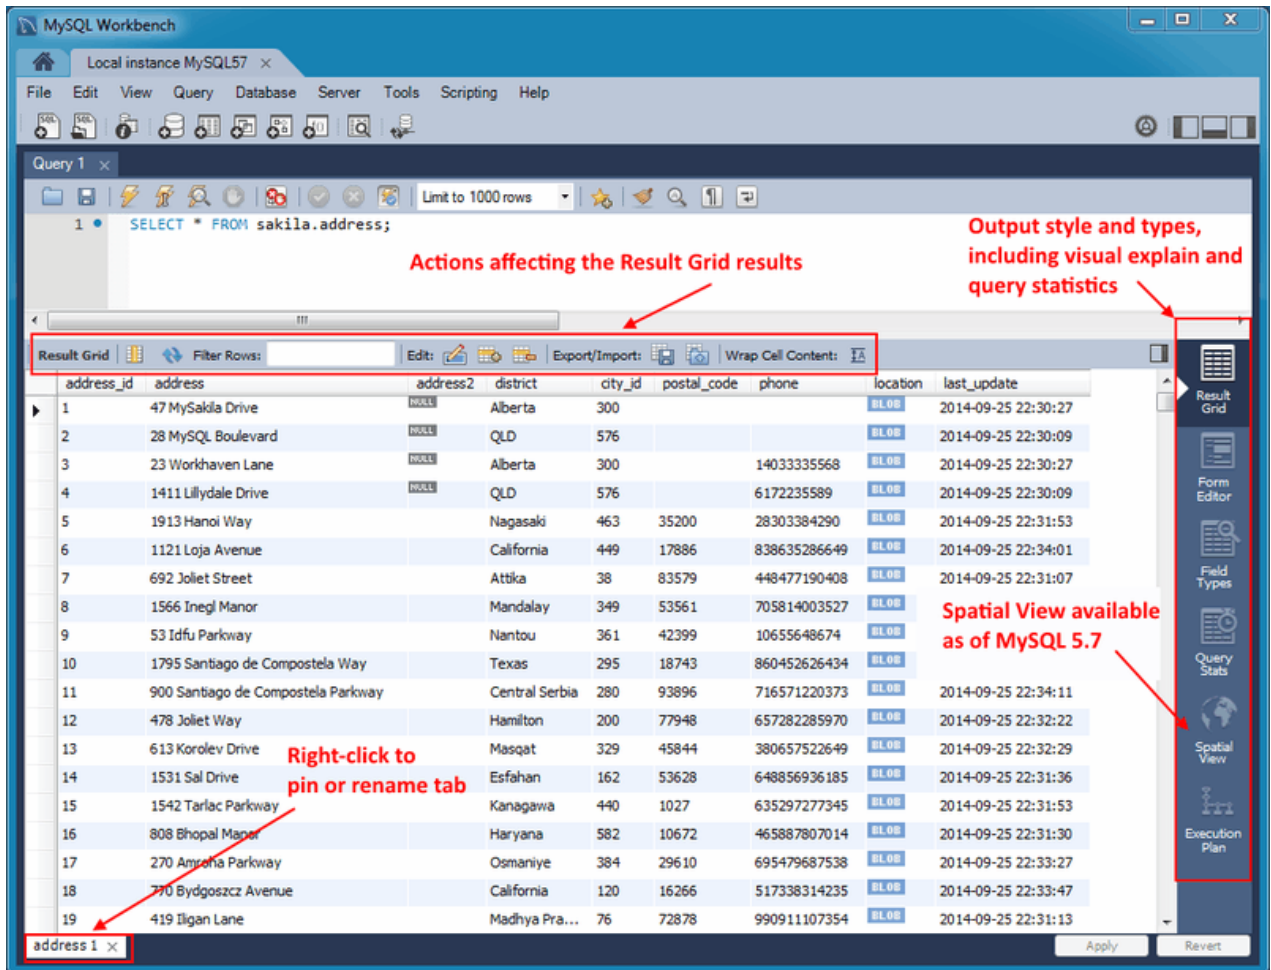 MySQL Workbench
Local instance MySQL57
File Edit View Query Database Server Tools Scripting Help
Query 1
Limit to 1000 rows
1 SELECT * FROM sakila.address;
Output style and types,
including visual explain and
query statistics
Actions affecting the Result Grid results
Result Grid Filter Rows: Edit: Export/Import: Wrap Cell Content:
address_id address address2 district city_id postal_code phone location last_update
1 47 MySakila Drive NULL Alberta 300 BLOB 2014-09-25 22:30:27
2 28 MySQL Boulevard NULL QLD 576 BLOB 2014-09-25 22:30:09
3 23 Workhaven Lane NULL Alberta 300 14033335568 BLOB 2014-09-25 22:30:27
4 1411 Lillydale Drive NULL QLD 576 6172235589 BLOB 2014-09-25 22:30:09
5 1913 Hanoi Way Nagasaki 463 35200 28303384290 BLOB 2014-09-25 22:31:53
6 1121 Loja Avenue California 449 17886 838635286649 BLOB 2014-09-25 22:34:01
7 692 Joliet Street Attika 38 83579 448477190408 BLOB 2014-09-25 22:31:07
8 1566 Inegl Manor Mandalay 349 53561 705814003527 BLOB
9 53 Idfu Parkway Nantou 361 42399 10655648674 BLOB
10 1795 Santiago de Compostela Way Texas 295 18743 860452626434 BLOB
11 900 Santiago de Compostela Parkway Central Serbia 280 93896 716571220373 BLOB 2014-09-25 22:34:11
12 478 Joliet Way Hamilton 200 77948 657282285970 BLOB 2014-09-25 22:32:22
13 613 Korolev Drive Masqat 329 45844 380657522649 BLOB 2014-09-25 22:32:29
14 1531 Sal Drive Esfahan 162 53628 648856936185 BLOB 2014-09-25 22:31:36
15 1542 Tarlac Parkway Kanagawa 440 1027 635297277345 BLOB 2014-09-25 22:31:53
16 808 Bhopal Manor Haryana 582 10672 465887807014 BLOB 2014-09-25 22:31:30
17 270 Amroha Parkway Osmaniye 384 29610 695479687538 BLOB 2014-09-25 22:33:27
18 770 Bydgoszcz Avenue California 120 16266 517338314235 BLOB 2014-09-25 22:33:47
19 419 Iligan Lane Madhya Pra... 76 72878 990911107354 BLOB 2014-09-25 22:31:13
Spatial View available
as of MySQL 5.7
Right-click to
pin or rename tab
Result
Grid
Form
Editor
Field
Types
Query
Stats
Spatial
View
Execution
Plan
address 1
Apply Revert